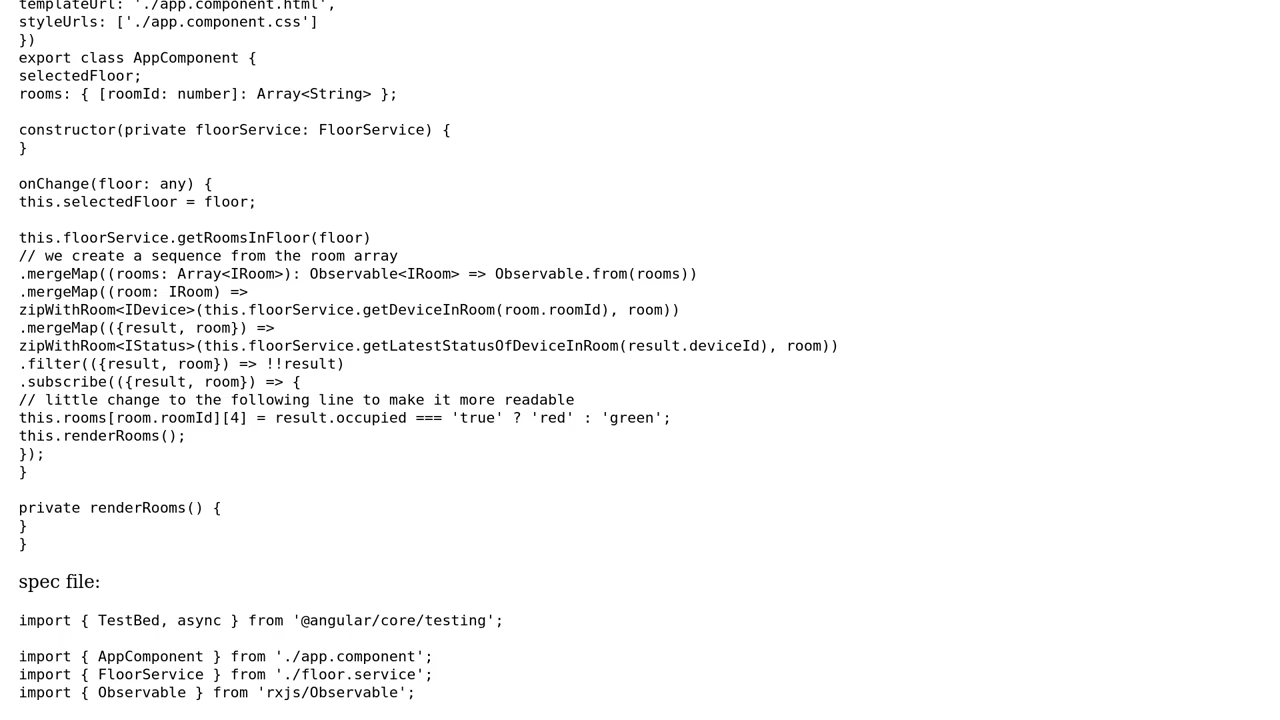 templateUrl: './app.component.html',
styleUrls: ['./app.component.css']
})
export class AppComponent {
selectedFloor;
rooms: { [roomId: number]: Array<String> };
constructor(private floorService: FloorService) {
}
onChange(floor: any) {
this.selectedFloor = floor;
this.floorService.getRoomsInFloor(floor)
// we create a sequence from the room array
.mergeMap((rooms: Array<IRoom>): Observable<IRoom> => Observable.from(rooms))
.mergeMap((room: IRoom) =>
zipWithRoom<IDevice>(this.floorService.getDeviceInRoom(room.roomId), room))
.mergeMap(({result, room}) =>
zipWithRoom<IStatus>(this.floorService.getLatestStatusOfDeviceInRoom(result.deviceId), room))
.filter(({result, room}) => !!result)
.subscribe(({result, room}) => {
// little change to the following line to make it more readable
this.rooms[room.roomId][4] = result.occupied === 'true' ? 'red' : 'green';
this.renderRooms();
});
}
private renderRooms() {
}
}
spec file:
import { TestBed, async } from '@angular/core/testing';
import { AppComponent } from './app.component';
import { FloorService } from './floor.service';
import { Observable } from 'rxjs/Observable';